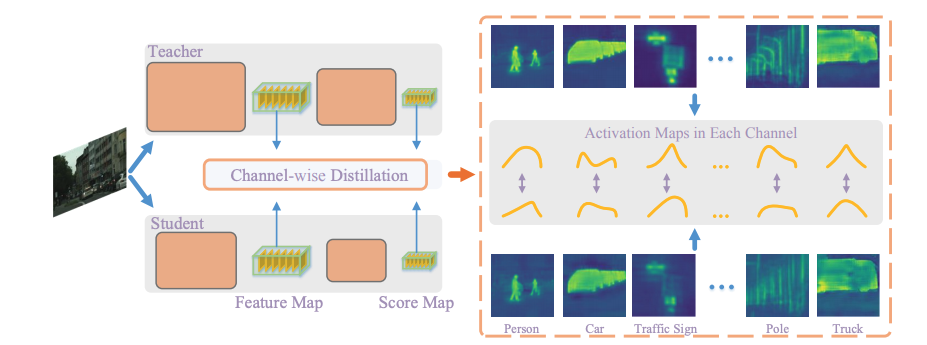 Teacher
Channel-wise Distillation
Student
Feature Map
Score Map
Activation Maps in Each Channel
Person
Car
Traffic Sign
Pole
Truck